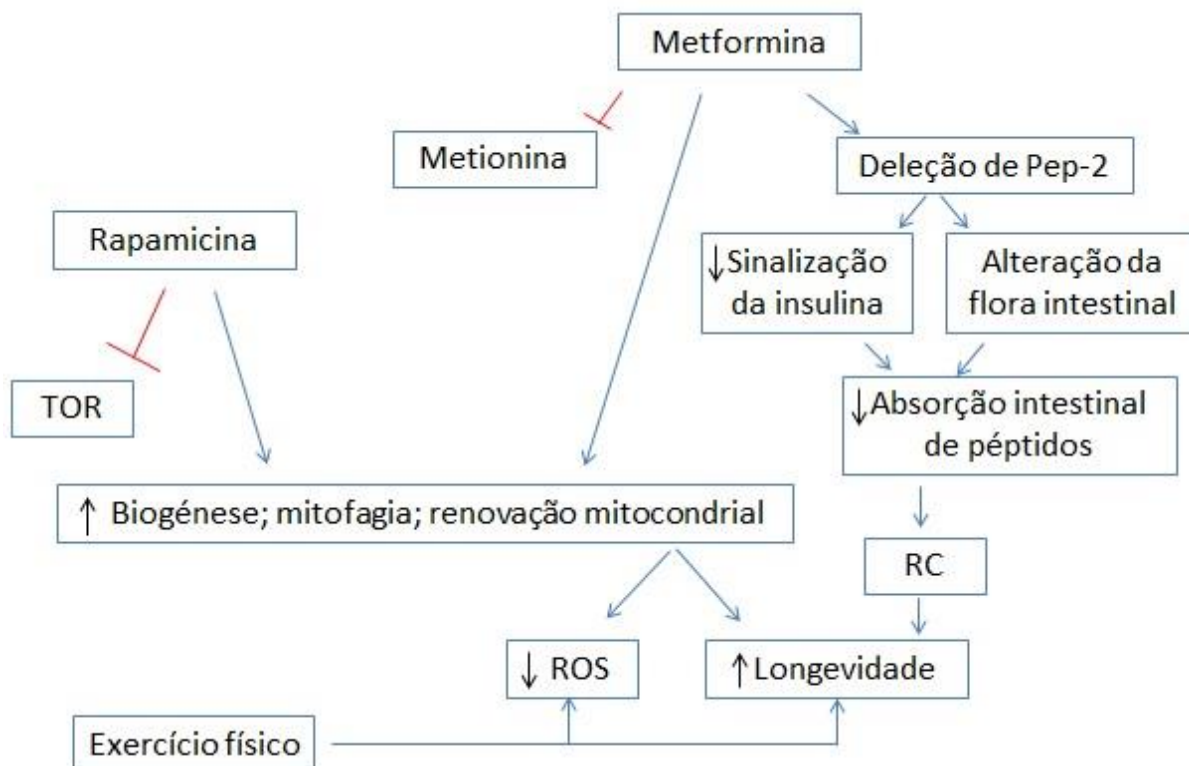 Metformina
Metionina
Deleção de Pep-2
Rapamicina
↓Sinalização
da insulina
Alteração da
flora intestinal
TOR
↓Absorção intestinal
de péptidos
↑ Biogénese; mitofagia; renovação mitocondrial
RC
↓ ROS
↑Longevidade
Exercício físico